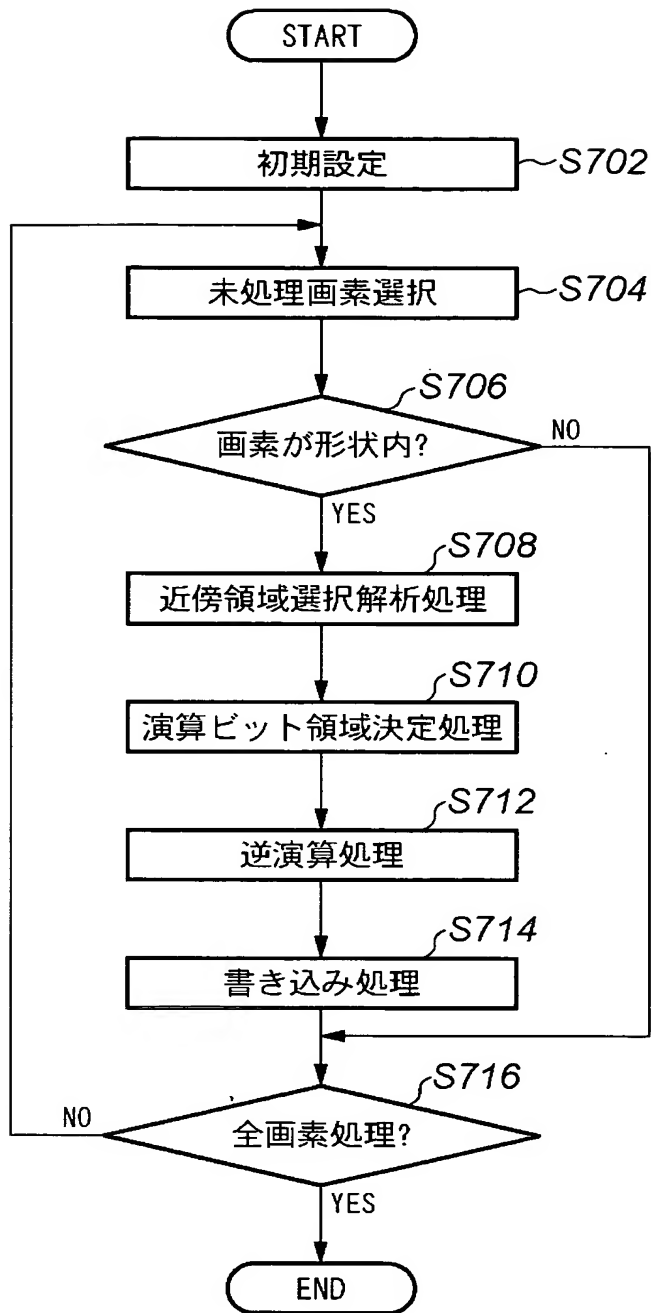 START
初期設定
S702
未処理画素選択
S704
S706
画素が形状内?
NO
YES
S708
近傍領域選択解析処理
S710
演算ビット領域決定処理
S712
逆演算処理
S714
書き込み処理
S716
NO
全画素処理?
YES
END